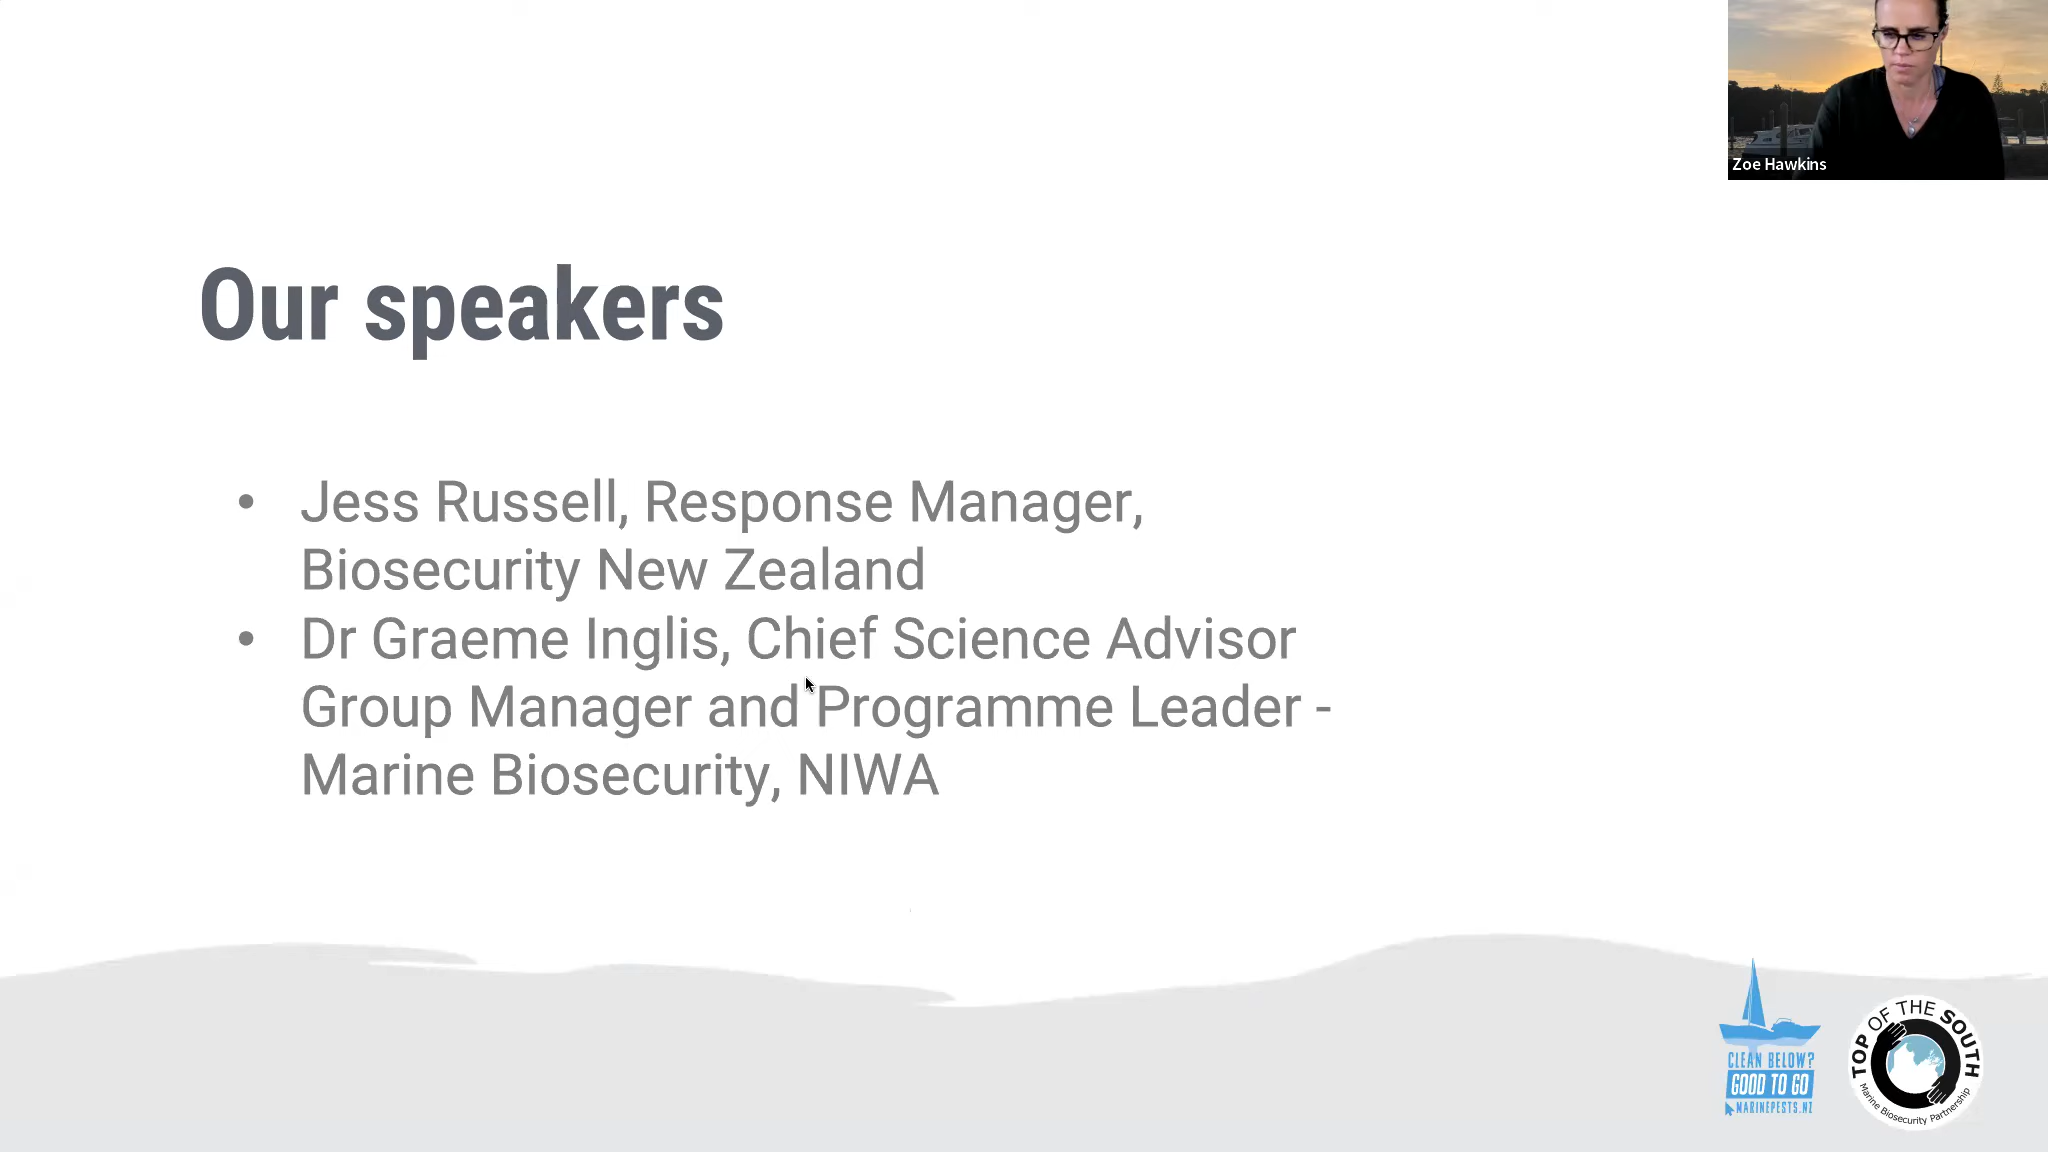 Zoe Hawkins
Our speakers
• Jess Russell, Response Manager,
Biosecurity New Zealand
• Dr Graeme Inglis, Chief Science Advisor
Group Manager and Programme Leader -
Marine Biosecurity, NIWA
CLEAN BELOW?
GOOD TO GO
MARINEPESTS.NZ
TOP OF THE SOUTH
Marine Biosecurity Partnership